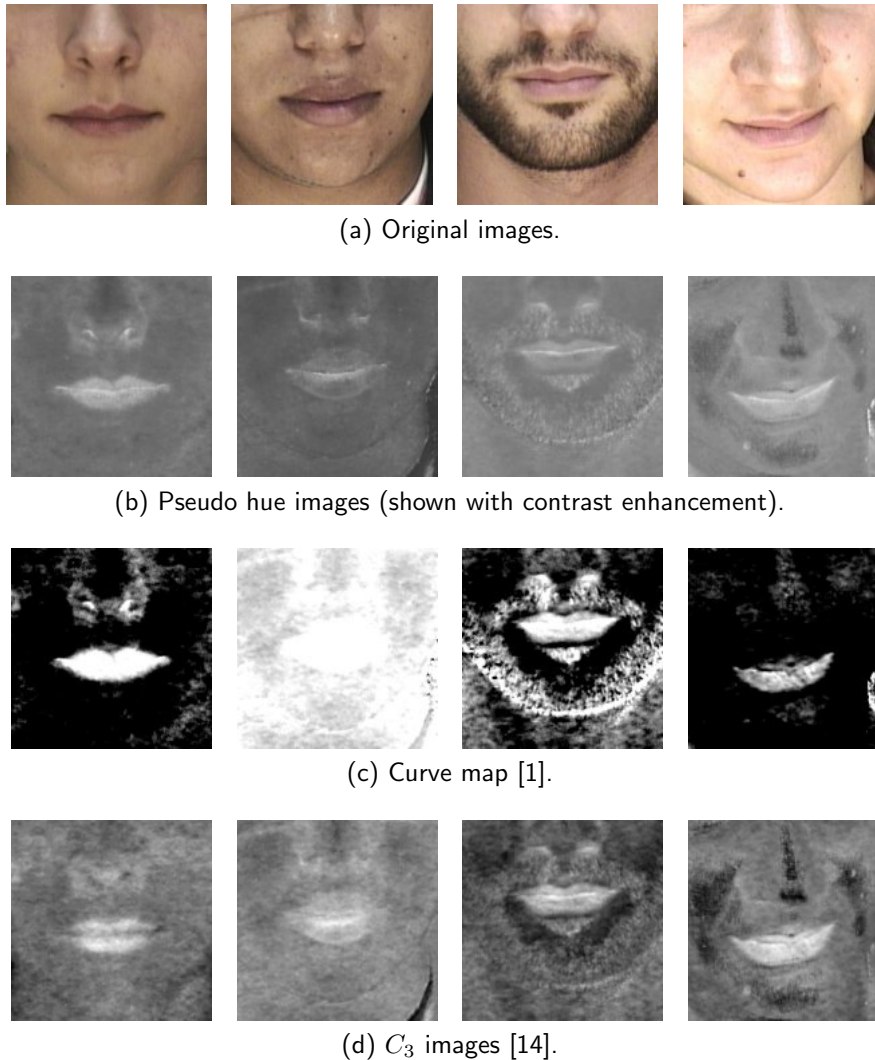 (a) Original images.
(b) Pseudo hue images (shown with contrast enhancement).
(c) Curve map [1].
(d) C₃ images [14].